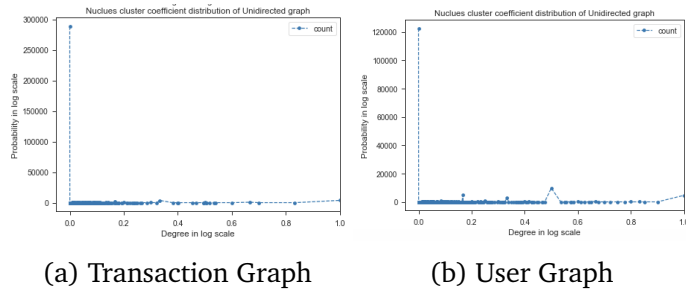 Nuclues cluster coefficient distribution of Unidirected graph
count
300000
250000
200000
150000
100000
50000
0
Probability in log scale
0.0 0.2 0.4 0.6 0.8 1.0
Degree in log scale
(a) Transaction Graph
Nuclues cluster coefficient distribution of Unidirected graph
count
120000
100000
80000
60000
40000
20000
0
Probability in log scale
0.0 0.2 0.4 0.6 0.8 1.0
Degree in log scale
(b) User Graph